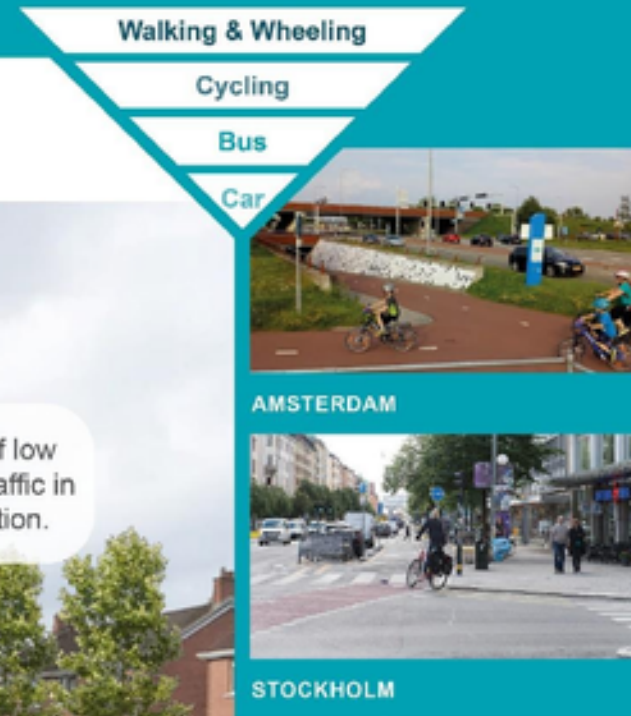 Walking & Wheeling
Cycling
Bus
Car
AMSTERDAM
f low
affic in
tion.
STOCKHOLM